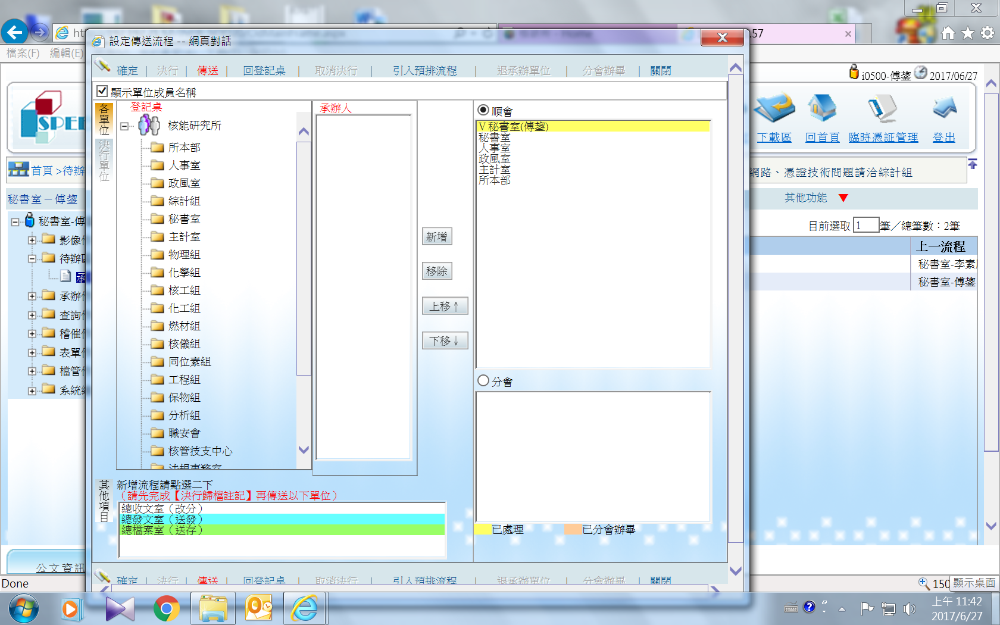 設定傳送流程 -- 網頁對話
.57
檔案(F) 編輯(E)
確定 | 決行 | 傳送 | 回登記桌 | 取消決行 | 引入預排流程 | 退承辦單位 | 分會辦畢 | 關閉
i0500-傅鋆 2017/06/27
顯示單位成員名稱
各單位
決行單位
登記桌
核能研究所
所本部
人事室
政風室
綜計組
秘書室
主計室
物理組
化學組
核工組
化工組
燃材組
核儀組
同位素組
工程組
保物組
分析組
職安會
核管技支中心
法規事務室
承辦人
新增
移除
上移↑
下移↓
順會
V 秘書室(傅鋆)
秘書室
人事室
政風室
主計室
所本部
分會
已處理
已分會辦畢
其他項目
新增流程請點選二下
（請先完成【決行歸檔註記】再傳送以下單位）
總收文室（改分）
總發文室（送發）
總檔案室（送存）
確定 | 決行 | 傳送 | 回登記桌 | 取消決行 | 引入預排流程 | 退承辦單位 | 分會辦畢 | 關閉
SPEE
首頁 >待辦
秘書室－傅鋆
秘書室-傅
影像
待辦
承
承辦
查詢
稽催
表單
檔管
系統
公文資訊
下載區 回首頁 臨時憑証管理 登出
網路、憑證技術問題請洽綜計組
其他功能 ▼
目前選取 1 筆／總筆數：2筆
上一流程
秘書室-李素
秘書室-傅鋆
Done
150
顯示桌面
上午 11:42
2017/6/27